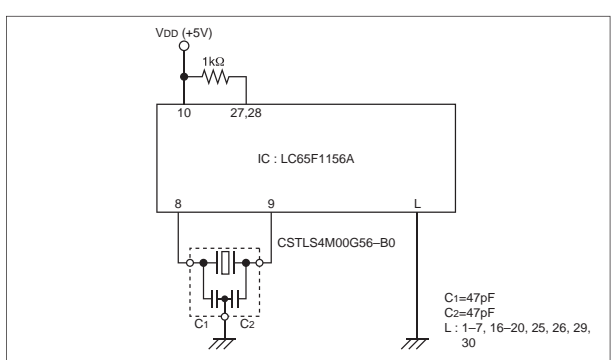 VDD (+5V)
1kΩ
10
27,28
IC : LC65F1156A
8
9
L
CSTLS4M00G56–B0
C1
C2
C1=47pF
C2=47pF
L : 1–7, 16–20, 25, 26, 29,
30